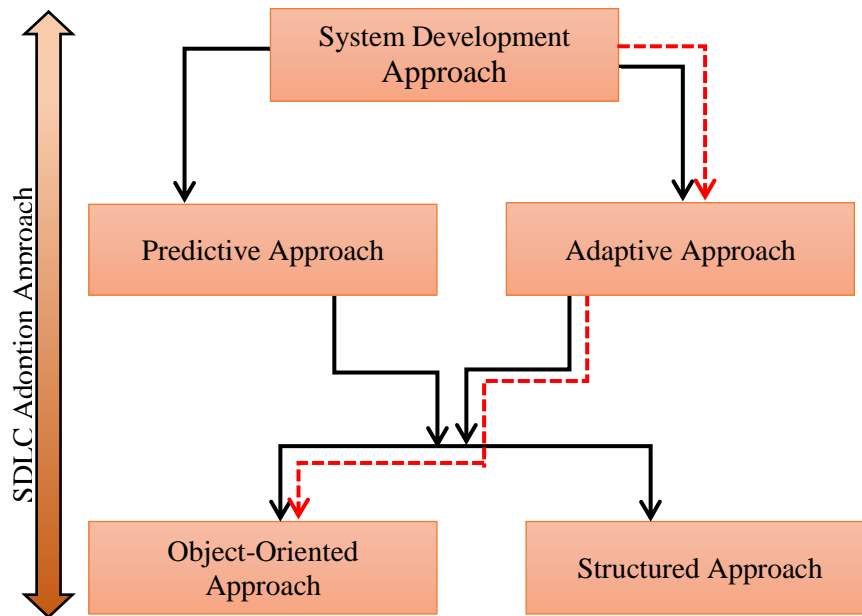 System Development
Approach
SDLC Adoption Approach
Predictive Approach
Adaptive Approach
Object-Oriented
Approach
Structured Approach